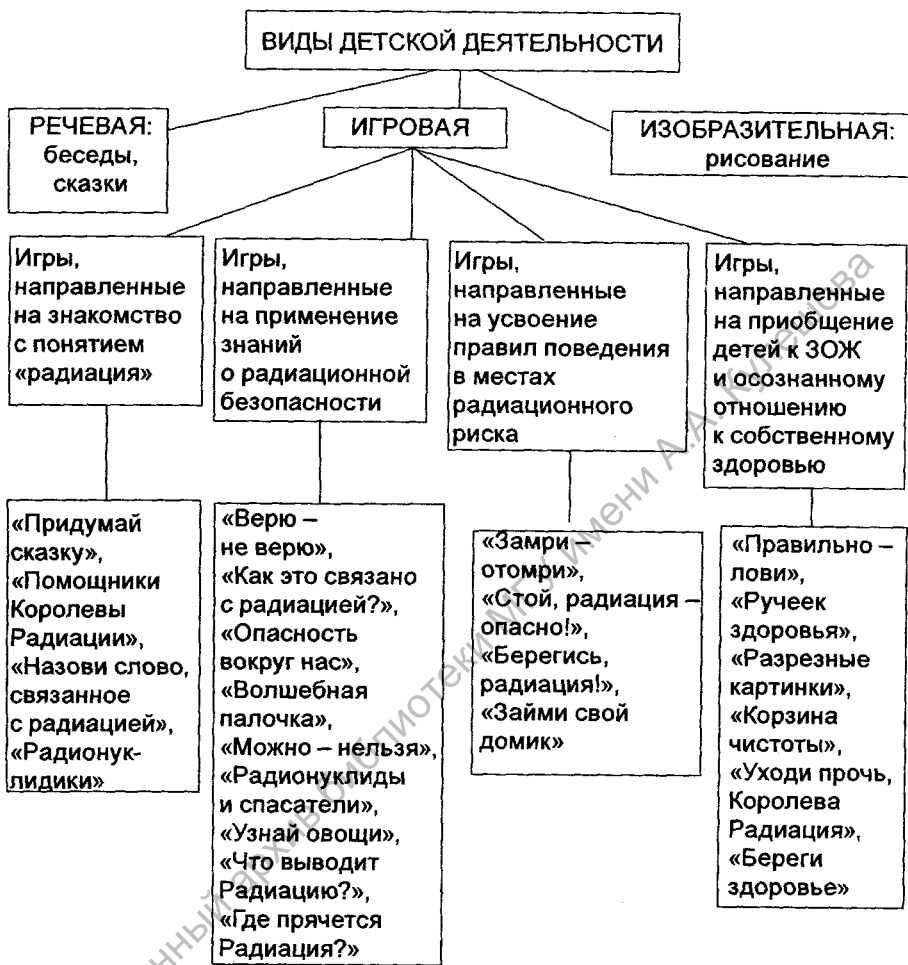 ВИДЫ ДЕТСКОЙ ДЕЯТЕЛЬНОСТИ
РЕЧЕВАЯ:
беседы,
сказки
ИГРОВАЯ
ИЗОБРАЗИТЕЛЬНАЯ:
рисование
Игры,
направленные
на знакомство
с понятием
«радиация»
Игры,
направленные
на применение
знаний
о радиационной
безопасности
Игры,
направленные
на усвоение
правил поведения
в местах
радиационного
риска
Игры,
направленные
на приобщение
детей к ЗОЖ
и осознанному
отношению
к собственному
здоровью
«Придумай
сказку»,
«Помощники
Королевы
Радиации»,
«Назови слово,
связанное
с радиацией»,
«Радионук-
лидики»
«Верю –
не верю»,
«Как это связано
с радиацией?»,
«Опасность
вокруг нас»,
«Волшебная
палочка»,
«Можно – нельзя»,
«Радионуклиды
и спасатели»,
«Узнай овощи»,
«Что выводит
Радиацию?»,
«Где прячется
Радиация?»
«Замри –
отомри»,
«Стой, радиация –
опасно!»,
«Берегись,
радиация!»,
«Займи свой
домик»
«Правильно –
лови»,
«Ручеек
здоровья»,
«Разрезные
картинки»,
«Корзина
чистоты»,
«Уходи прочь,
Королева
Радиация»,
«Береги
здоровье»
архив библиотеки МГУ имени А.А. Кулешова